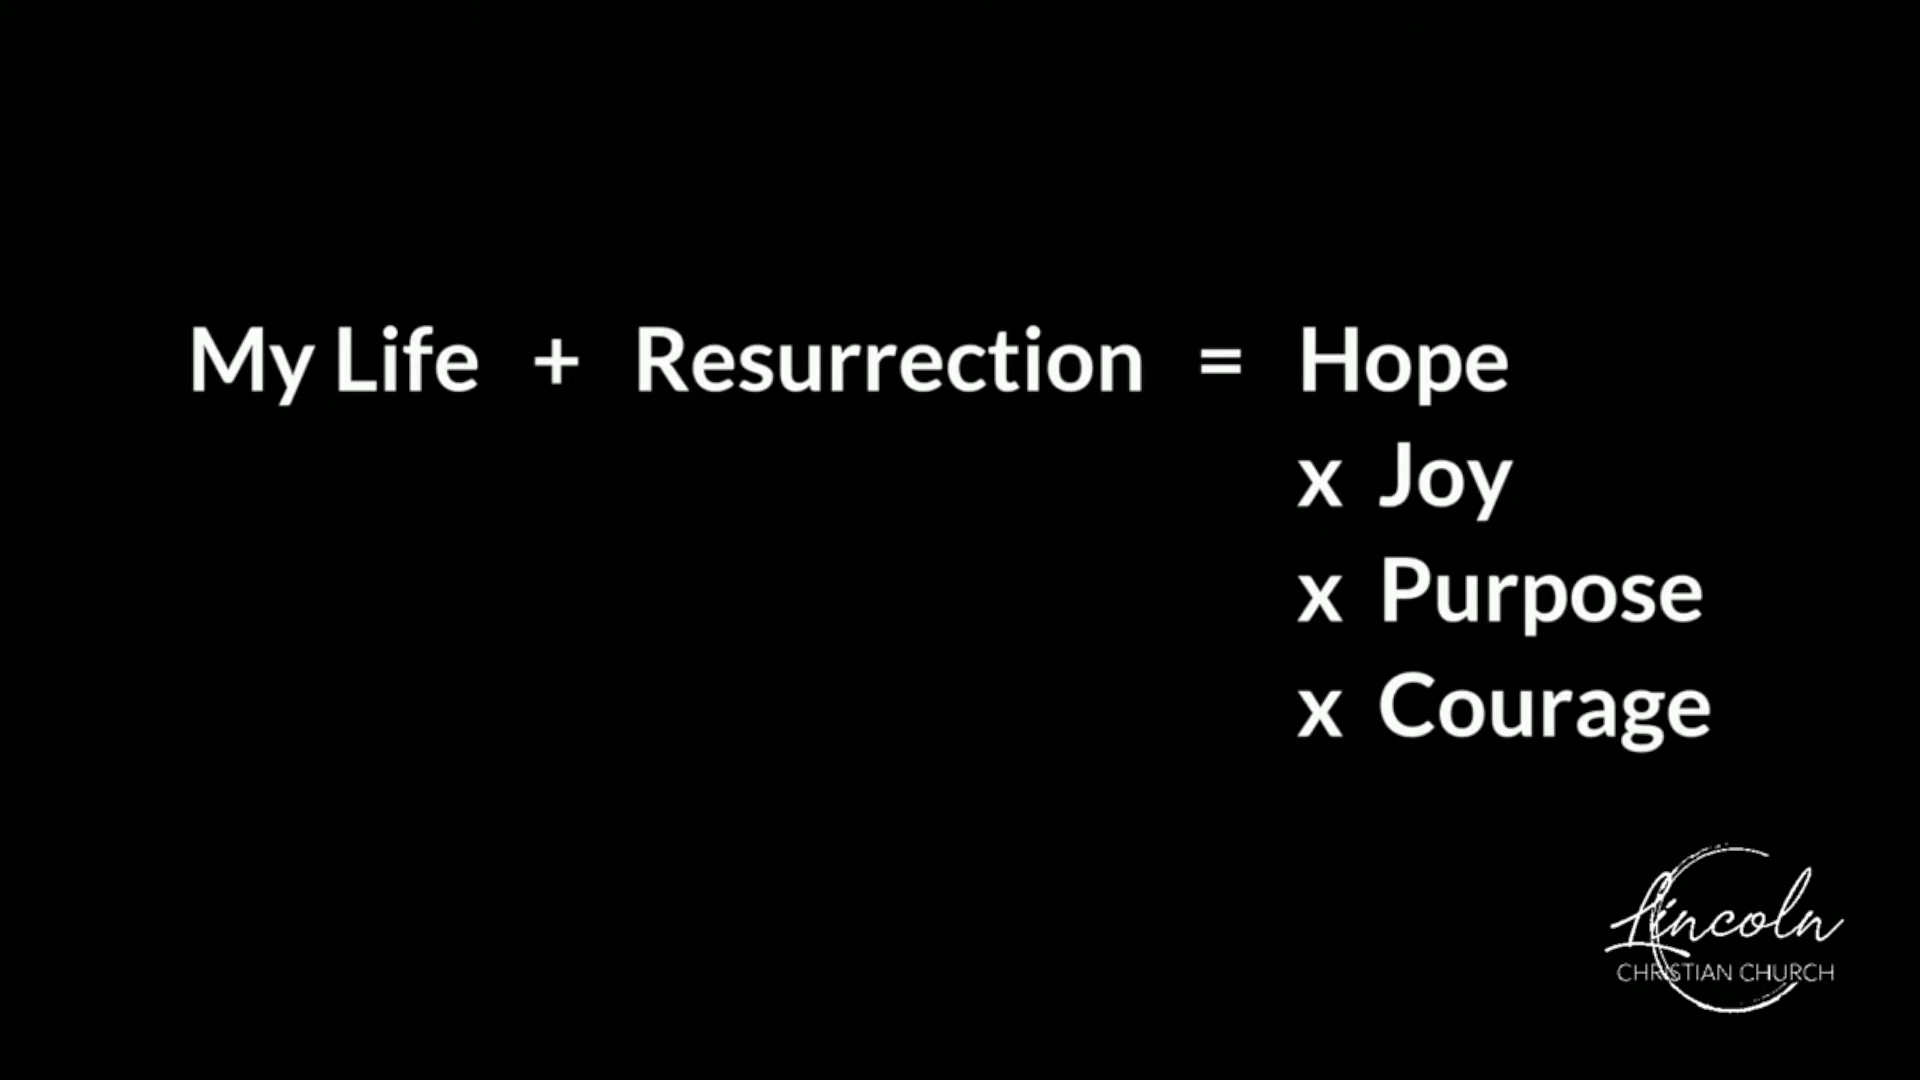 My Life + Resurrection = Hope
x Joy
x Purpose
x Courage
Lincoln
CHRISTIAN CHURCH